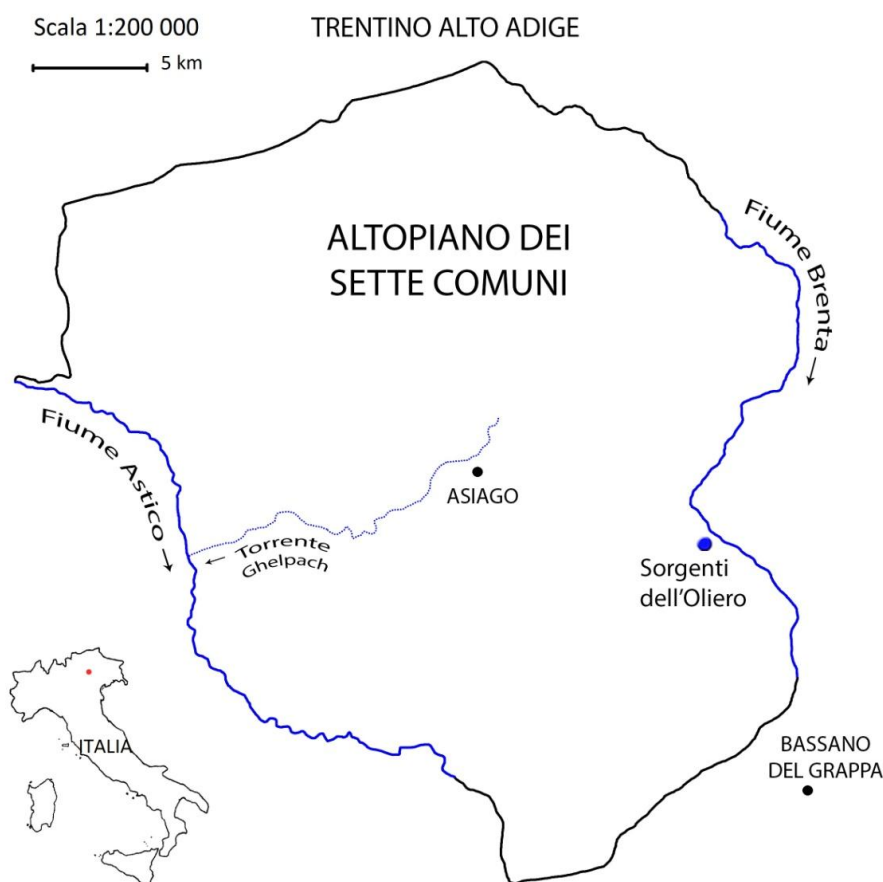 Scala 1:200 000
5 km
TRENTINO ALTO ADIGE
ALTOPIANO DEI
SETTE COMUNI
Fiume Brenta
Fiume Astico
ASIAGO
Torrente
Ghelpach
Sorgenti
dell'Oliero
ITALIA
BASSANO
DEL GRAPPA